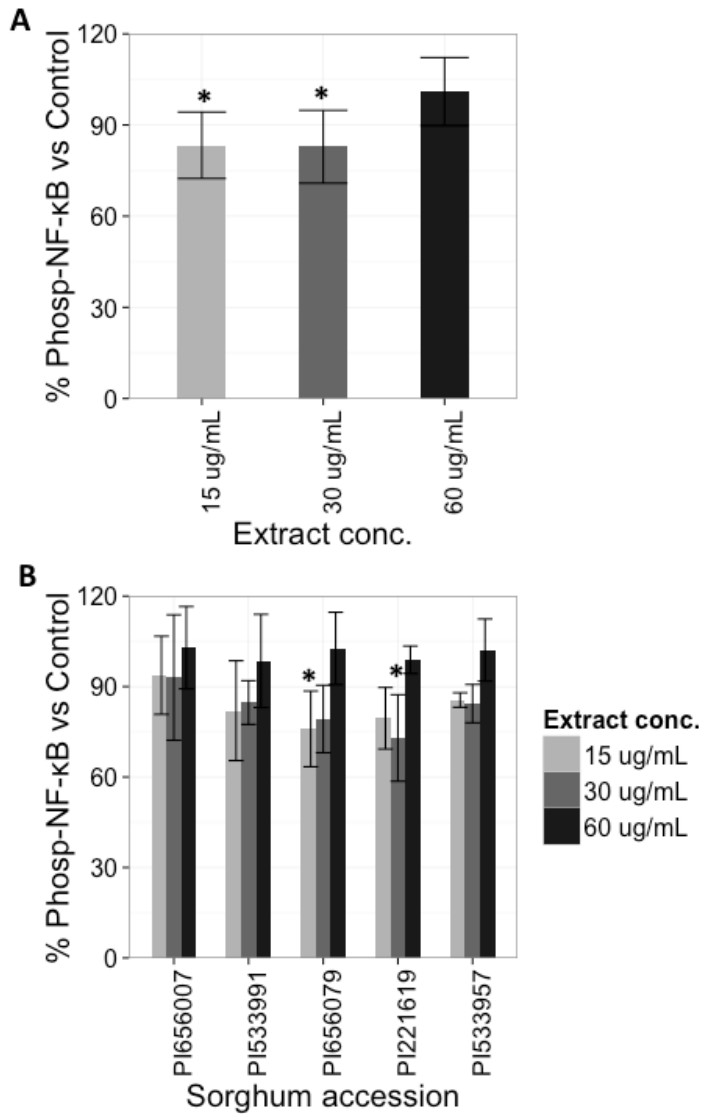 A
% Phosp-NF-κB vs Control
120
90
60
30
0
*
*
15 ug/mL
30 ug/mL
60 ug/mL
Extract conc.
B
% Phosp-NF-κB vs Control
120
90
60
30
0
*
*
PI656007
PI533991
PI656079
PI221619
PI533957
Sorghum accession
Extract conc.
15 ug/mL
30 ug/mL
60 ug/mL